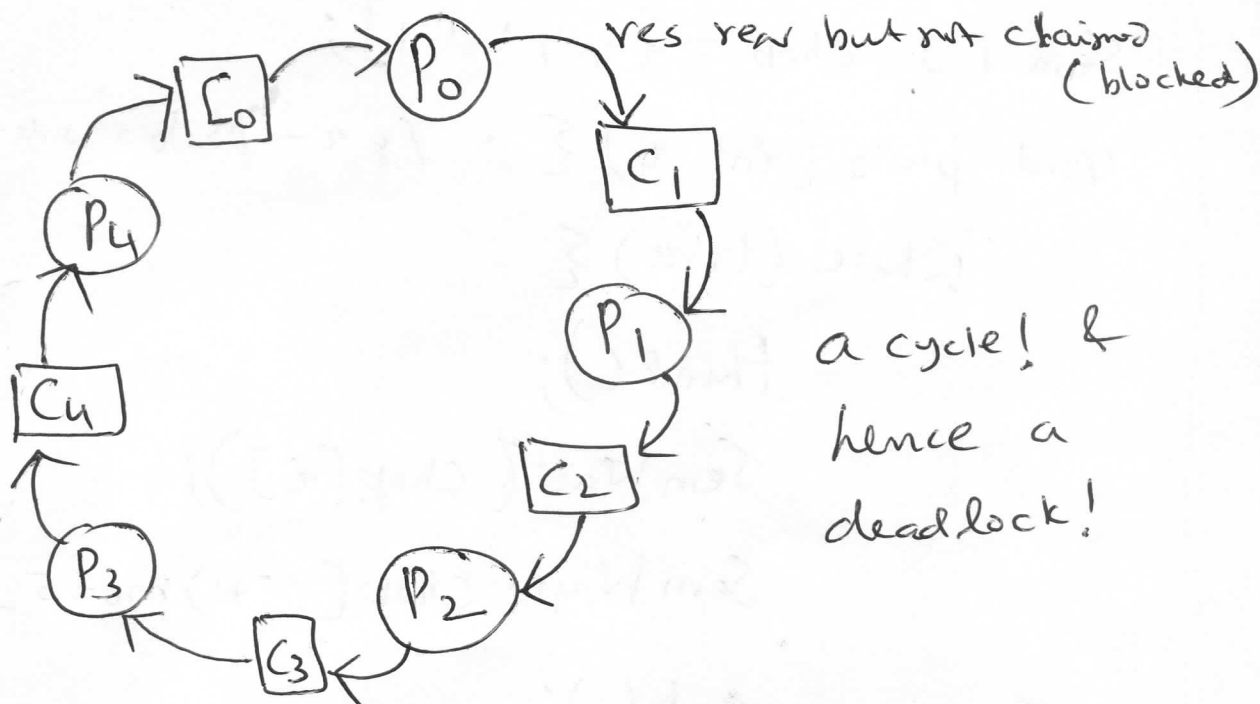 res req but not claimed
(blocked)
C0
P0
C1
P4
P1
a cycle! &
C4
hence a
C2
deadlock!
P3
P2
C3